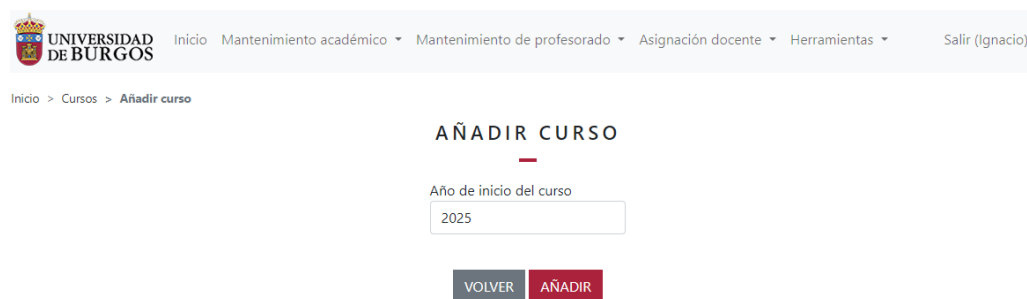 UNIVERSIDAD
DE BURGOS
Inicio Mantenimiento académico Mantenimiento de profesorado Asignación docente Herramientas Salir (Ignacio)
Inicio > Cursos > Añadir curso
AÑADIR CURSO
Año de inicio del curso
2025
VOLVER AÑADIR